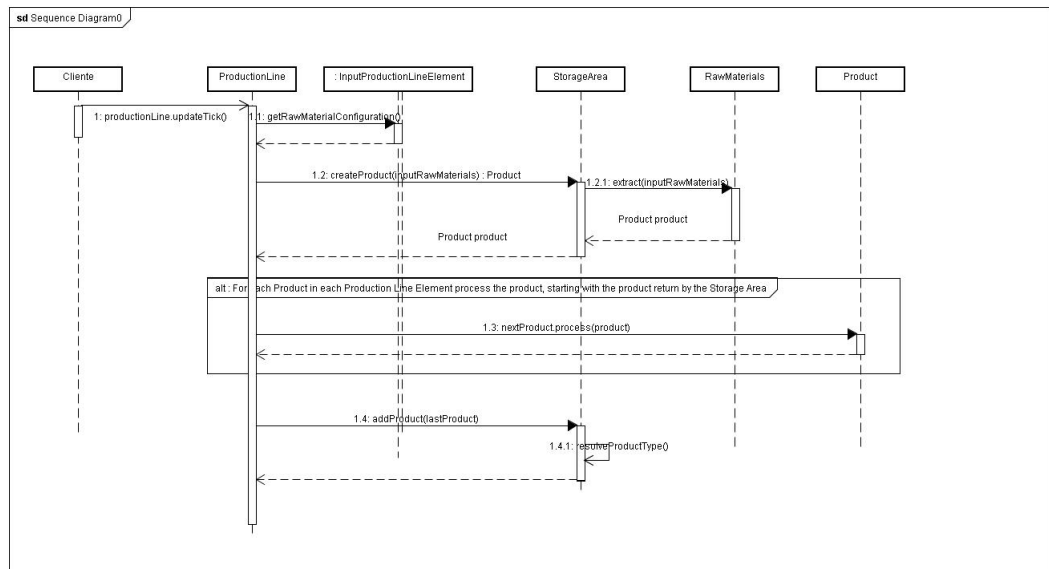 sd Sequence Diagram0
Cliente
ProductionLine
: InputProductionLineElement
StorageArea
RawMaterials
Product
1: productionLine.updateTick()
1.1: getRawMaterialConfiguration()
1.2: createProduct(inputRawMaterials) : Product
1.2.1: extract(inputRawMaterials)
Product product
Product product
alt : For each Product in each Production Line Element process the product, starting with the product return by the Storage Area
1.3: nextProduct.process(product)
1.4: addProduct(lastProduct)
1.4.1: resolveProductType()